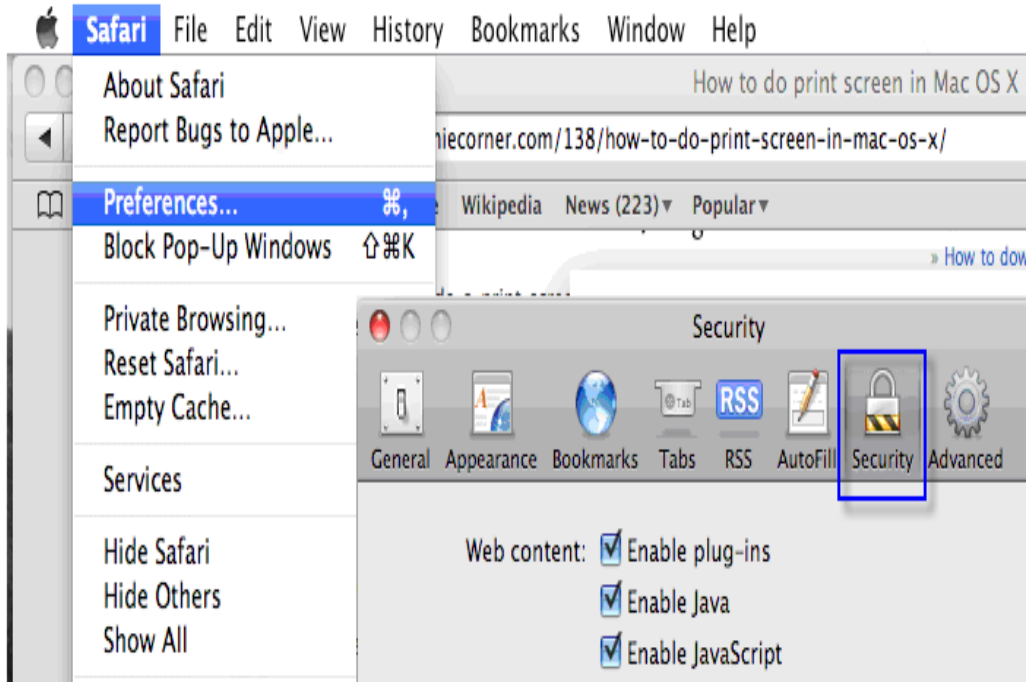 Safari File Edit View History Bookmarks Window Help
How to do print screen in Mac OS X
About Safari
Report Bugs to Apple...
niecorner.com/138/how-to-do-print-screen-in-mac-os-x/
Preferences... ⌘,
Wikipedia News (223)▾ Popular▾
Block Pop-Up Windows ⇧⌘K
» How to dow
Private Browsing...
Reset Safari...
Empty Cache...
Services
Hide Safari
Hide Others
Show All
Security
@Tab RSS
General Appearance Bookmarks Tabs RSS AutoFill Security Advanced
Web content: Enable plug-ins
Enable Java
Enable JavaScript